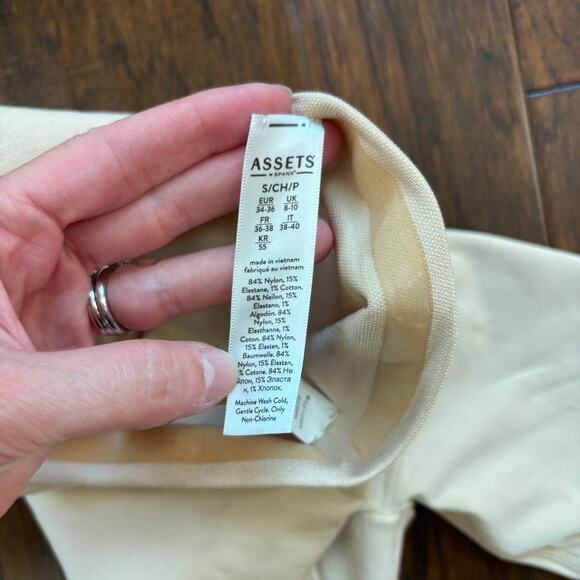 ASSETS
♥ SPANX®
S/CH/P
EUR UK
34-36 8-10
FR IT
36-38 38-40
KR
55
made in vietnam
fabriqué au vietnam
84% Nylon, 15%
Elastane, 1% Cotton.
84% Nailon, 15%
Elastano, 1%
Algodón. 84%
Nylon, 15%
Elasthanne, 1%
Cotton. 84% Nylon,
15% Elastan, 1%
Baumwolle. 84%
Nylon, 15% Elastan,
% Cotone. 84% Не
йлон, 15% Эласта
н, 1% Хлопок.
Machine Wash Cold,
Gentle Cycle. Only
Non-Chlorine